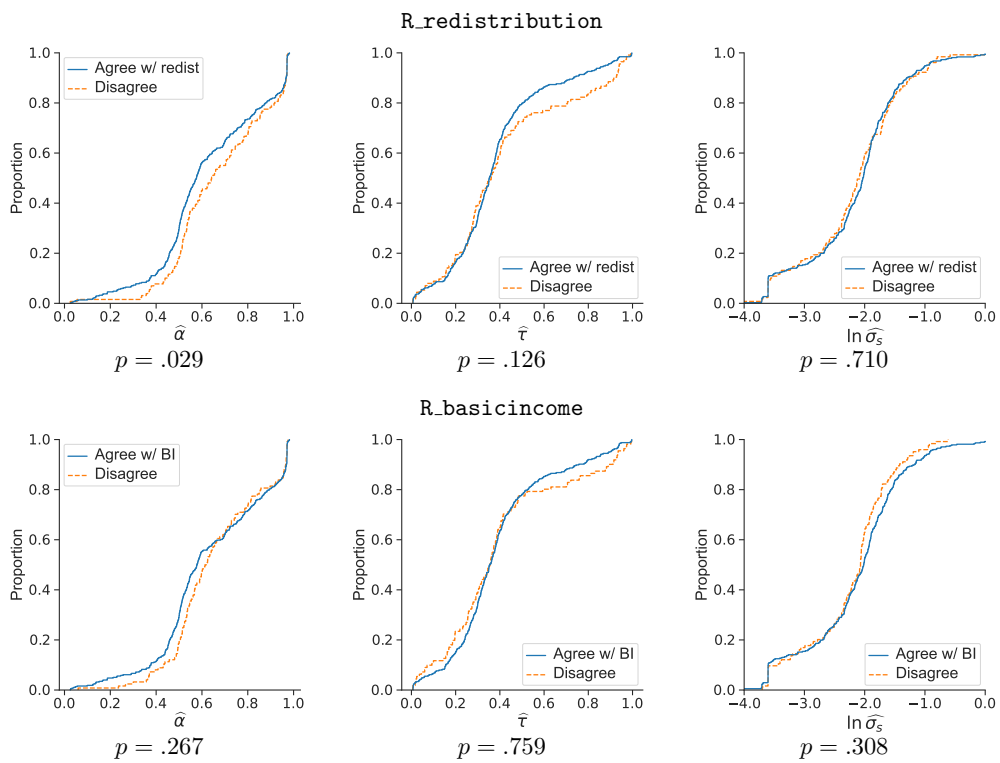 R_redistribution
1.0
0.8
0.6
0.4
0.2
0.0
Proportion
Agree w/ redist
Disagree
0.0 0.2 0.4 0.6 0.8 1.0
α̂
p = .029
1.0
0.8
0.6
0.4
0.2
0.0
Proportion
Agree w/ redist
Disagree
0.0 0.2 0.4 0.6 0.8 1.0
τ̂
p = .126
1.0
0.8
0.6
0.4
0.2
0.0
Proportion
Agree w/ redist
Disagree
−4.0 −3.0 −2.0 −1.0 0.0
ln σ̂ₛ
p = .710
R_basicincome
1.0
0.8
0.6
0.4
0.2
0.0
Proportion
Agree w/ BI
Disagree
0.0 0.2 0.4 0.6 0.8 1.0
α̂
p = .267
1.0
0.8
0.6
0.4
0.2
0.0
Proportion
Agree w/ BI
Disagree
0.0 0.2 0.4 0.6 0.8 1.0
τ̂
p = .759
1.0
0.8
0.6
0.4
0.2
0.0
Proportion
Agree w/ BI
Disagree
−4.0 −3.0 −2.0 −1.0 0.0
ln σ̂ₛ
p = .308